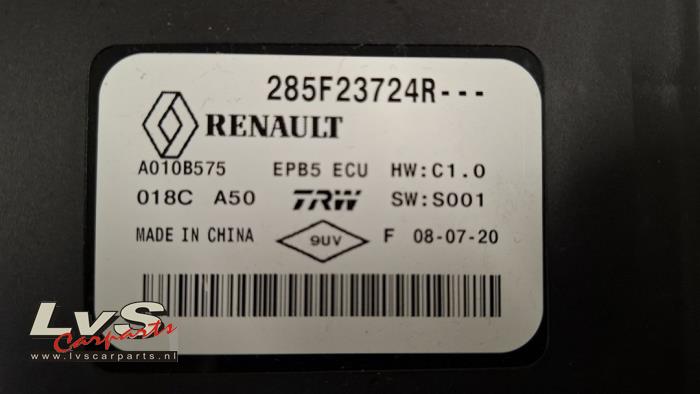 285F23724R---
RENAULT
A010B575 EPB5 ECU HW:C1.0
018C A50 TRW SW:S001
MADE IN CHINA 9UV F 08-07-20
LvS
Carparts
www.lvscarparts.nl